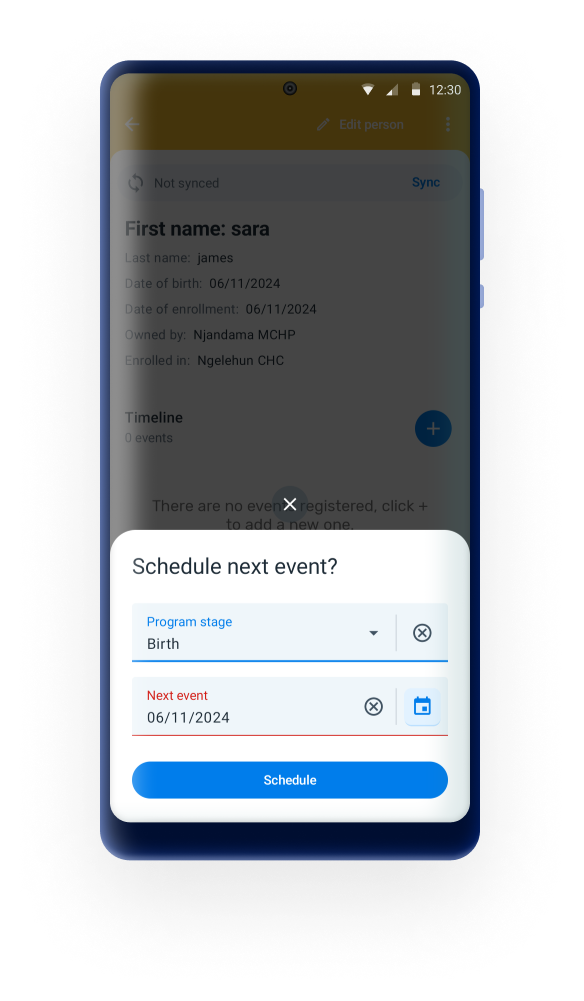 12:30
Edit person
Not synced
Sync
First name: sara
Last name: james
Date of birth: 06/11/2024
Date of enrollment: 06/11/2024
Owned by: Njandama MCHP
Enrolled in: Ngelehun CHC
Timeline
0 events
There are no events registered, click +
to add a new one.
Schedule next event?
Program stage
Birth
Next event
06/11/2024
Schedule